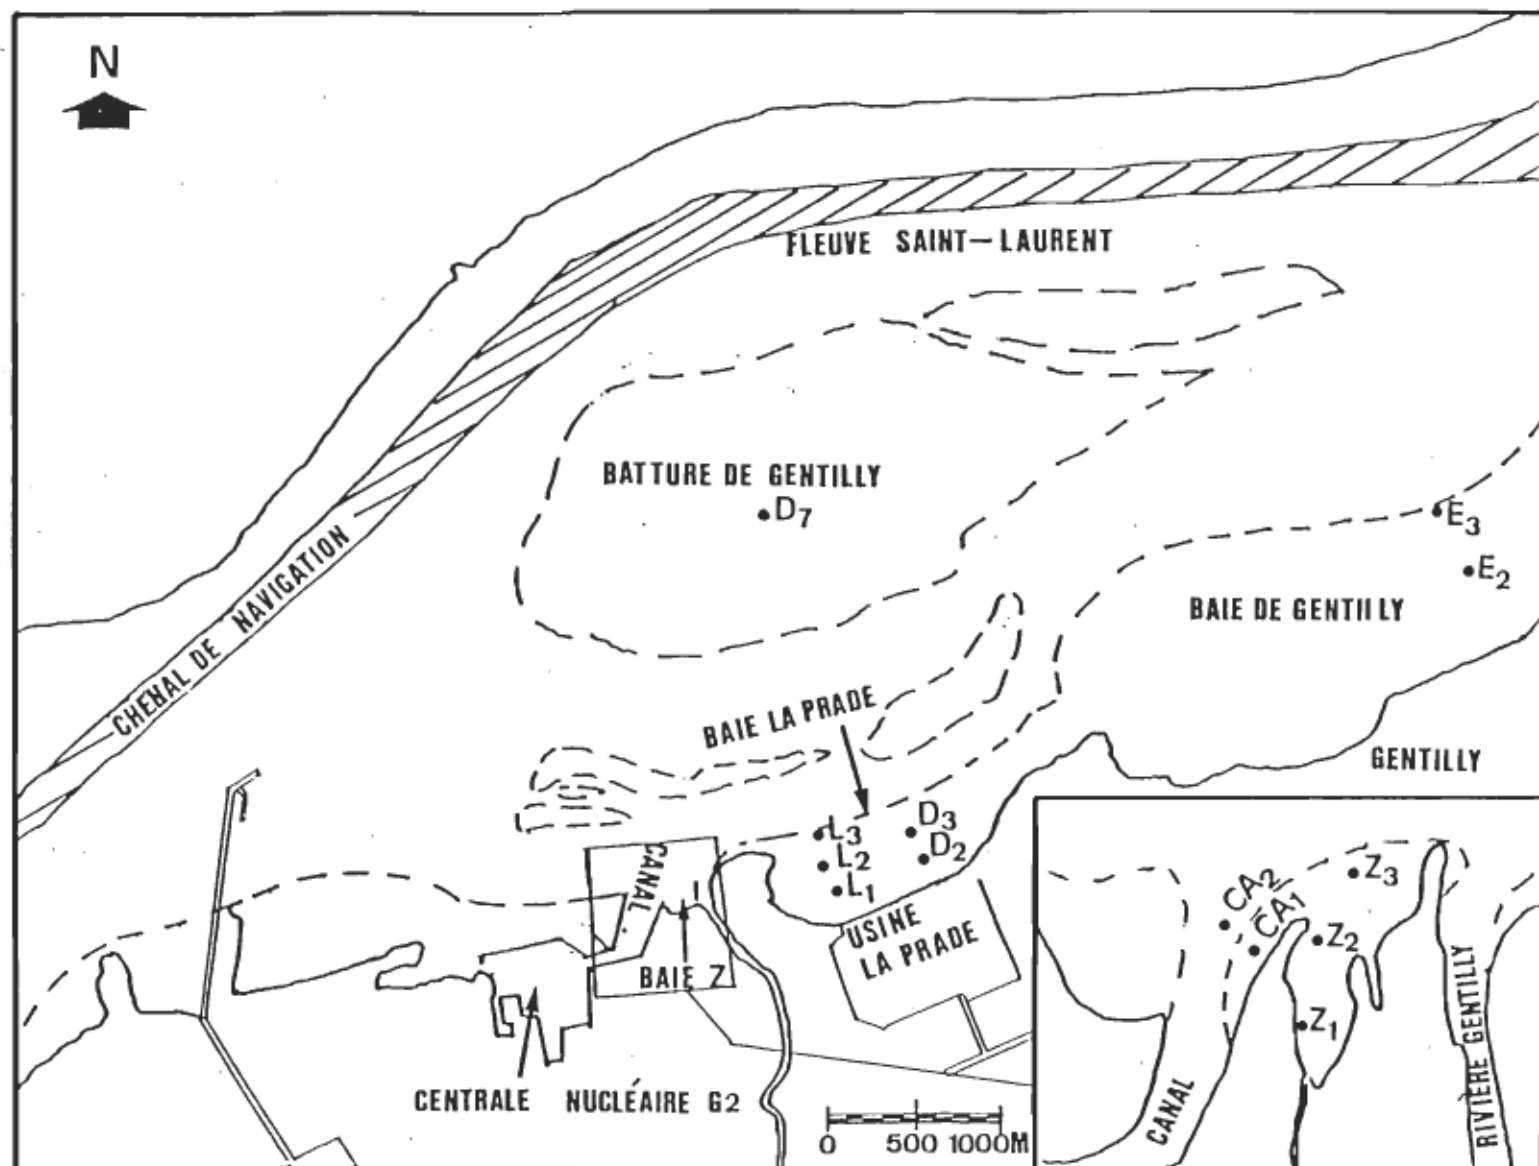 N
FLEUVE SAINT-LAURENT
BATTURE DE GENTILLY
D7
E3
E2
CHENAL DE NAVIGATION
BAIE DE GENTILLY
BAIE LA PRADE
GENTILLY
L3
D3
L2
D2
L1
CANAL
USINE
LA PRADE
BAIE Z
CENTRALE NUCLÉAIRE G2
0 500 1000M
CA2
CA1
Z3
Z2
Z1
CANAL
RIVIÈRE GENTILLY